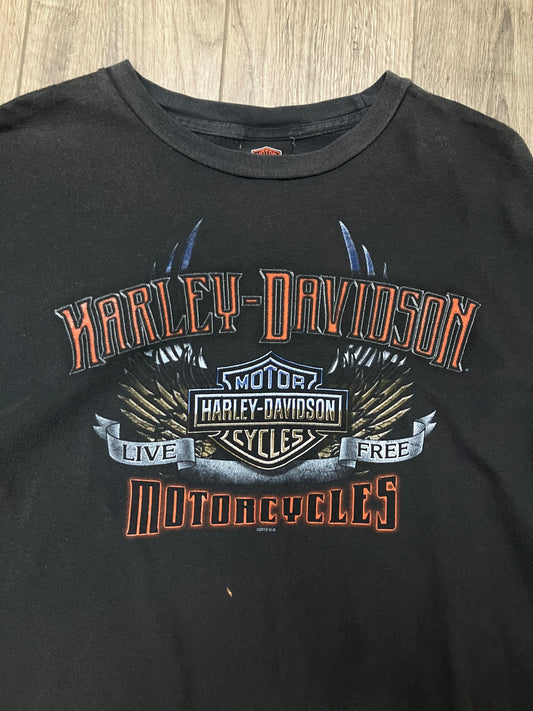 HARLEY-DAVIDSON
MOTOR
HARLEY-DAVIDSON
CYCLES
LIVE FREE
MOTORCYCLES